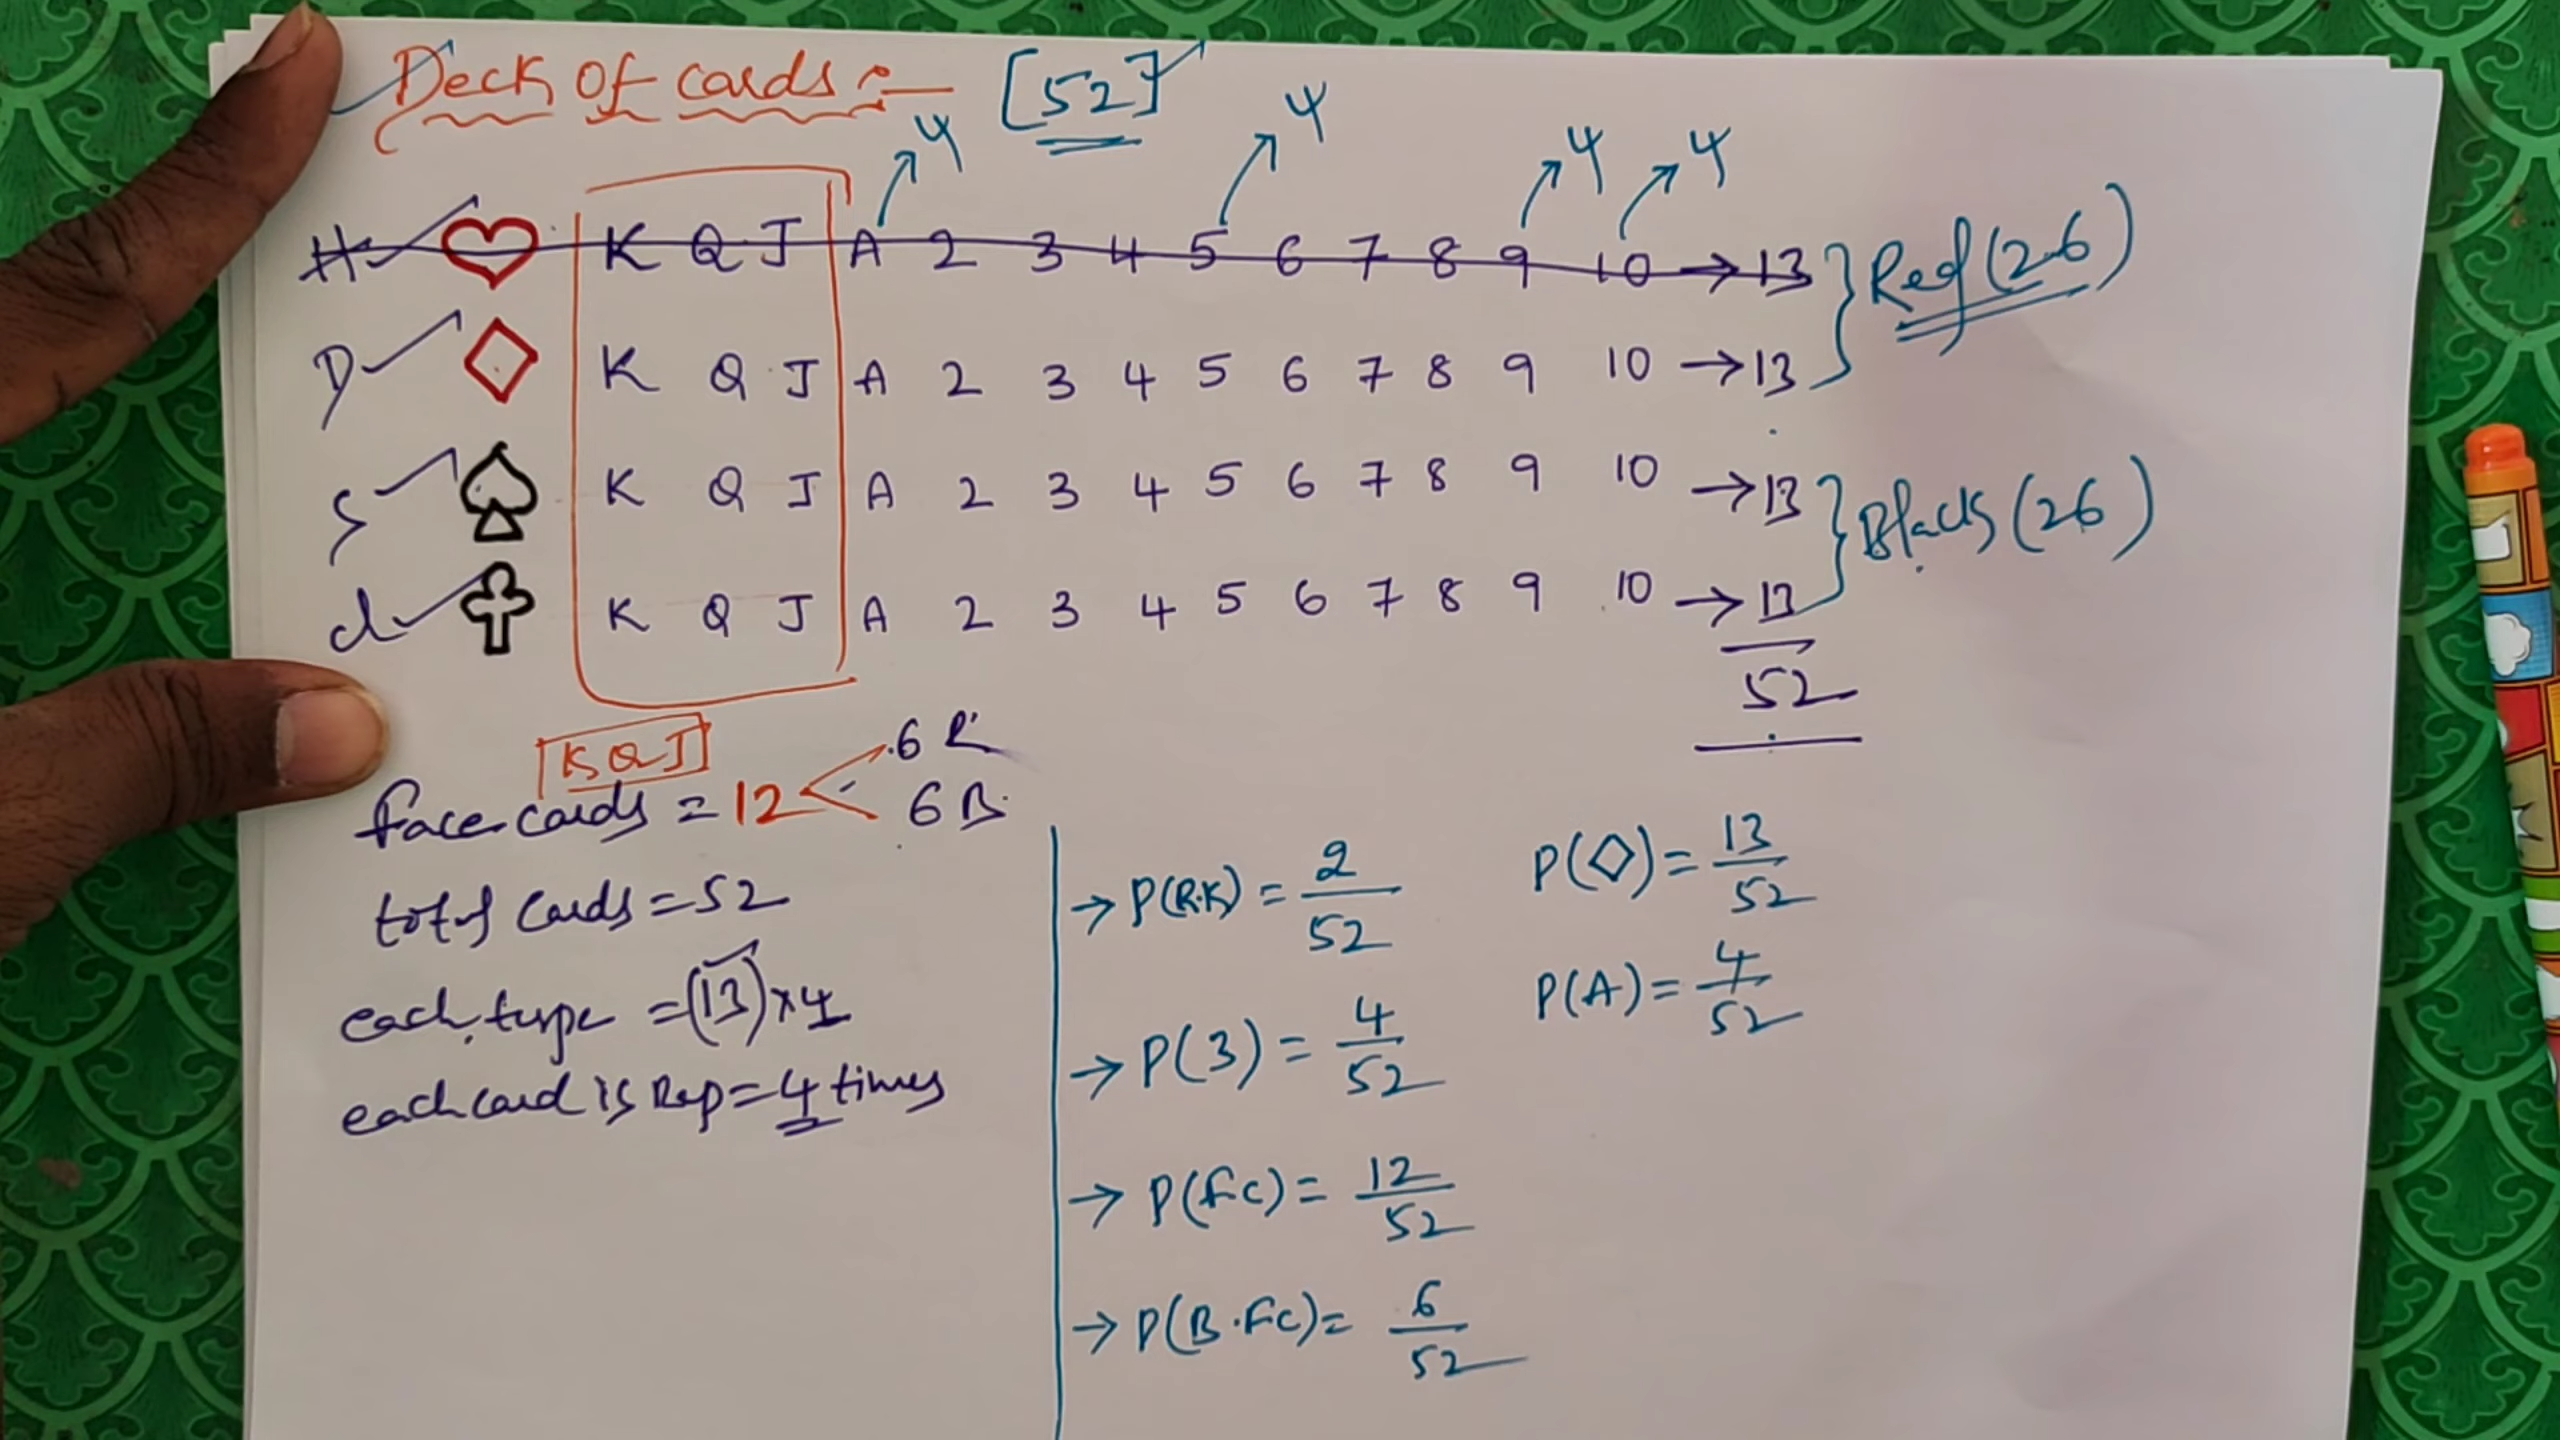 Deck Of cards :- [52]
4 4 4 4
H ♡ K Q J A 2 3 4 5 6 7 8 9 10 → 13 } Red (26)
D ◇ K Q J A 2 3 4 5 6 7 8 9 10 → 13
S ♤ K Q J A 2 3 4 5 6 7 8 9 10 → 13 } Black (26)
cl ♧ K Q J A 2 3 4 5 6 7 8 9 10 → 13
52
K Q J
face cards = 12 < 6 R
6 B
total cards = 52
each type = (13) x 4
each card is Rep = 4 times
→ P(R.K) = 2/52
→ P(3) = 4/52
→ P(Fc) = 12/52
→ P(B.Fc) = 6/52
P(◇) = 13/52
P(A) = 4/52